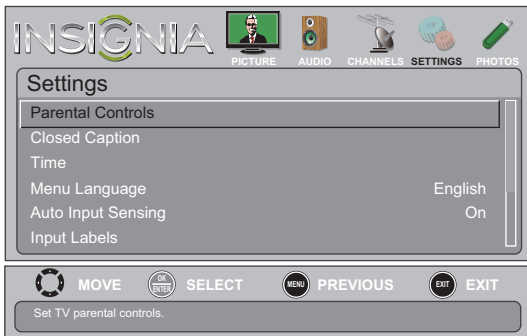 INSIGNIA
PICTURE AUDIO CHANNELS SETTINGS PHOTOS
Settings
Parental Controls
Closed Caption
Time
Menu Language English
Auto Input Sensing On
Input Labels
MOVE OK ENTER SELECT MENU PREVIOUS EXIT EXIT
Set TV parental controls.